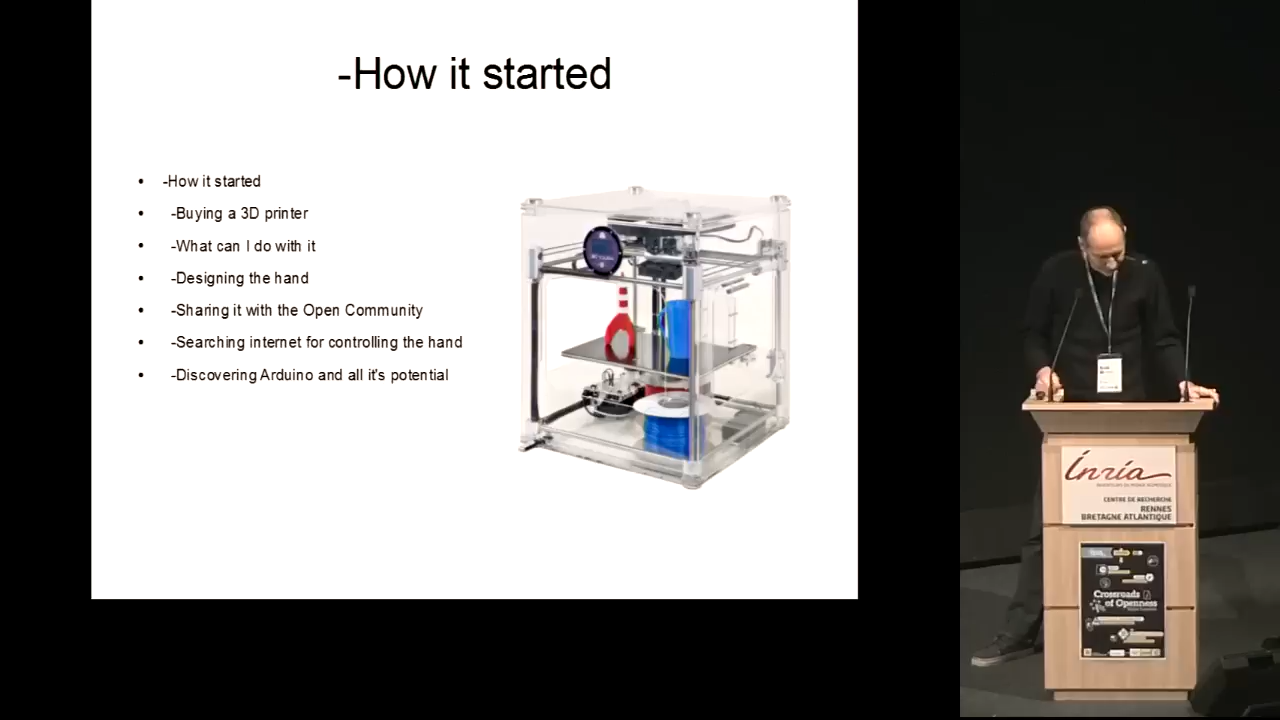 -How it started
• -How it started
• -Buying a 3D printer
• -What can I do with it
• -Designing the hand
• -Sharing it with the Open Community
• -Searching internet for controlling the hand
• -Discovering Arduino and all it's potential
Inria
CENTRE DE RECHERCHE
RENNES
BRETAGNE ATLANTIQUE
Crossroads
of Openness